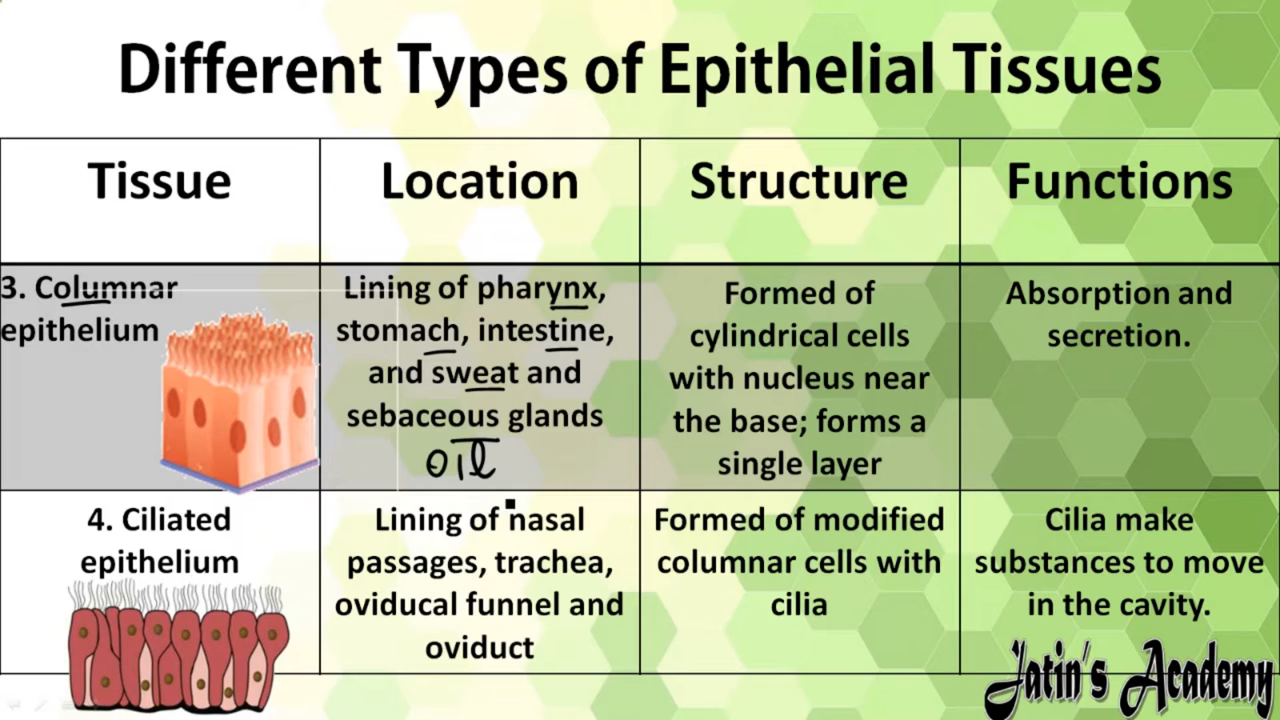 Different Types of Epithelial Tissues
Tissue
Location
Structure
Functions
3. Columnar
epithelium
Lining of pharynx,
stomach, intestine,
and sweat and
sebaceous glands
oil
Formed of
cylindrical cells
with nucleus near
the base; forms a
single layer
Absorption and
secretion.
4. Ciliated
epithelium
Lining of nasal
passages, trachea,
oviducal funnel and
oviduct
Formed of modified
columnar cells with
cilia
Cilia make
substances to move
in the cavity.
Jatin's Academy